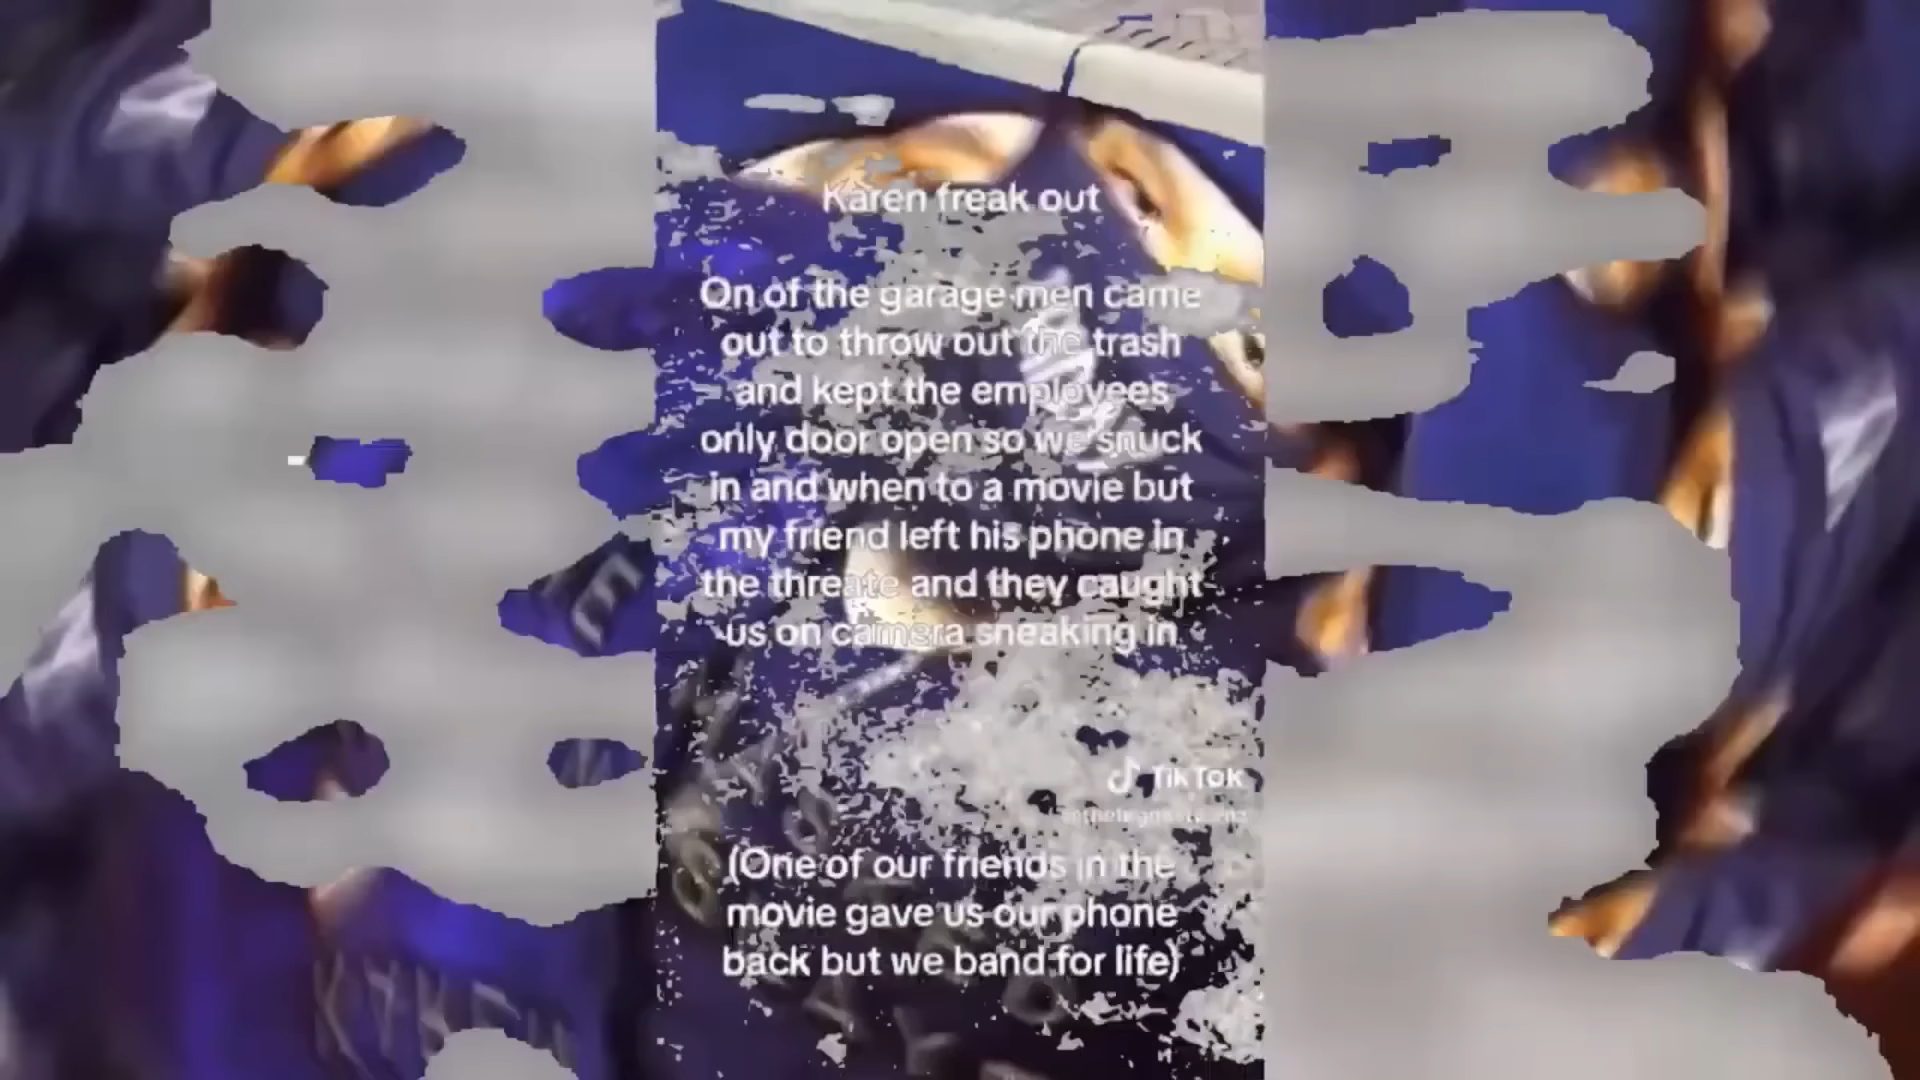 Karen freak out
On of the garage men came
out to throw out the trash
and kept the employees
only door open so we snuck
in and when to a movie but
my friend left his phone in
the threate and they caught
us on camera sneaking in
TikTok
(One of our friends in the
movie gave us our phone
back but we band for life)